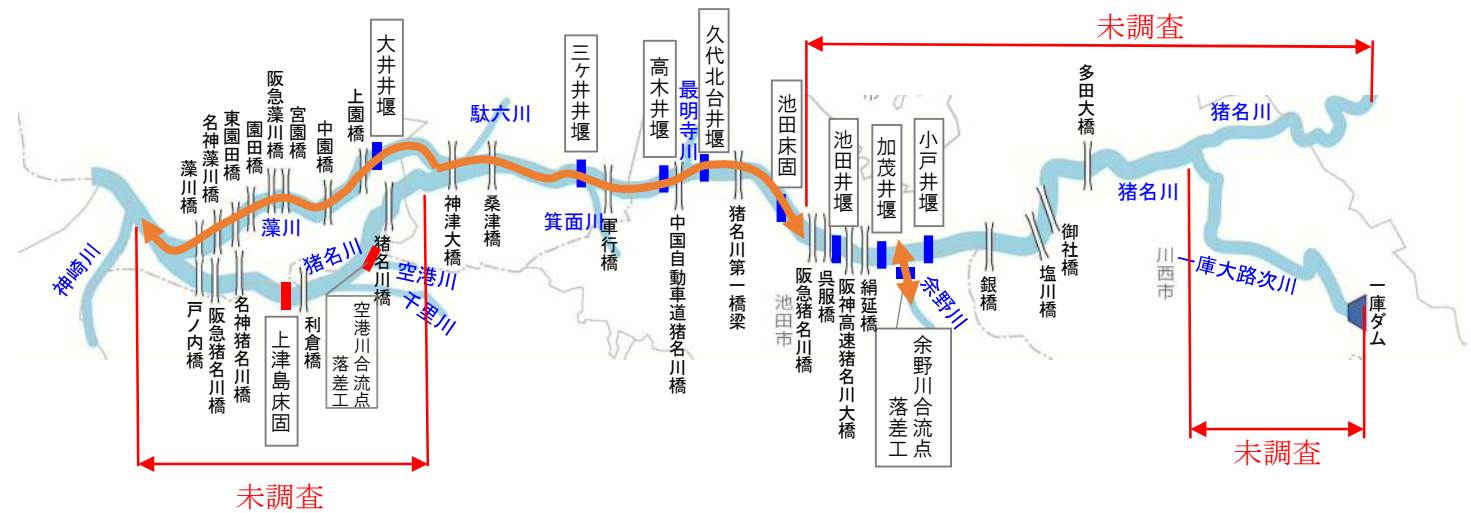 未調査
大井井堰
三ケ井井堰
高木井堰
最明寺川
久代北台井堰
池田床固
池田井堰
加茂井堰
小戸井堰
多田大橋
猪名川
猪名川
駄六川
上園橋
中園橋
宮園橋
阪急藻川橋
園田橋
東園田橋
名神藻川橋
藻川橋
藻川
神崎川
猪名川
猪名川橋
空港川
千里川
神津大橋
桑津橋
箕面川
軍行橋
中国自動車道猪名川橋
猪名川第一橋梁
池田市
阪急猪名川橋
呉服橋
阪神高速猪名川大橋
絹延橋
余野川
銀橋
塩川橋
御社橋
川西市
一庫大路次川
一庫ダム
戸ノ内橋
阪急猪名川橋
名神猪名川橋
上津島床固
利倉橋
空港川合流点
落差工
余野川合流点
落差工
未調査
未調査